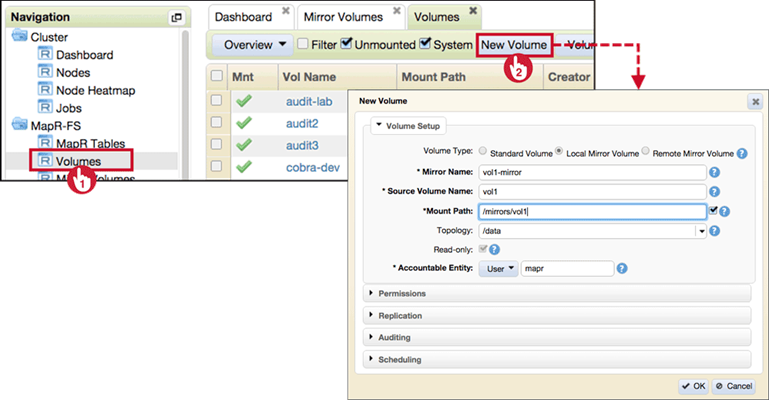 Navigation
Cluster
Dashboard
Nodes
Node Heatmap
Jobs
MapR-FS
MapR Tables
Volumes
1
Dashboard
Mirror Volumes
Volumes
Overview Filter Unmounted System New Volume
2
Mnt Vol Name Mount Path Creator
audit-lab
audit2
audit3
cobra-dev
New Volume
Volume Setup
Volume Type: Standard Volume Local Mirror Volume Remote Mirror Volume ?
* Mirror Name: vol1-mirror ?
* Source Volume Name: vol1 ?
*Mount Path: /mirrors/vol1 ?
Topology: /data ?
Read-only: ?
* Accountable Entity: User mapr ?
Permissions
Replication
Auditing
Scheduling
OK Cancel